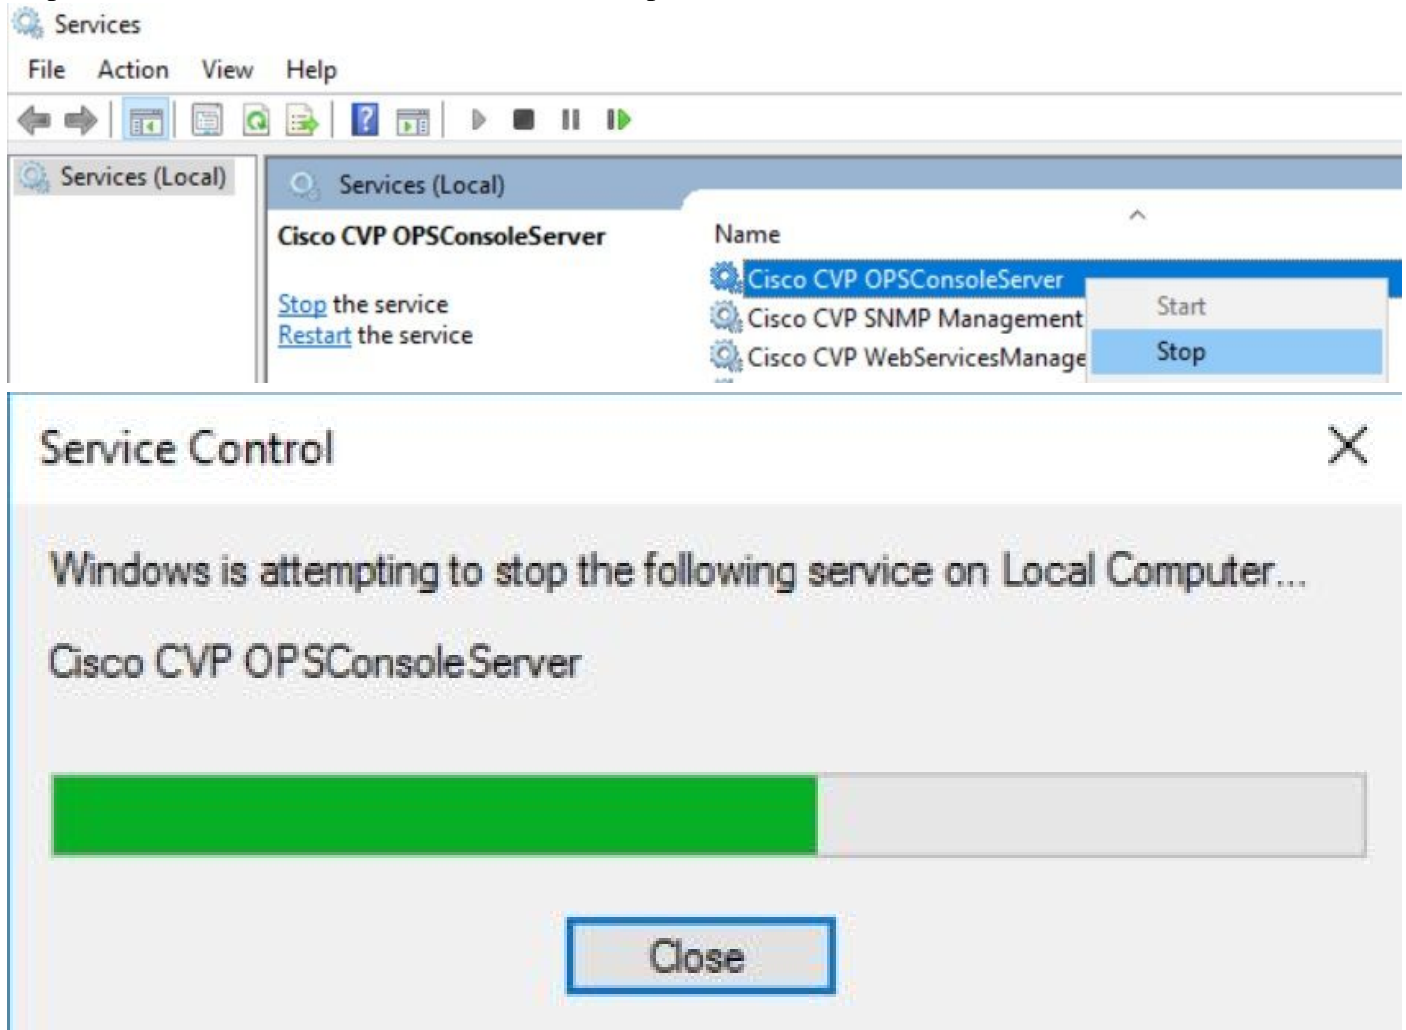 Services
File Action View Help
Services (Local)
Services (Local)
Cisco CVP OPSConsoleServer
Stop the service
Restart the service
Name
Cisco CVP OPSConsoleServer
Cisco CVP SNMP Management
Cisco CVP WebServicesManage
Start
Stop
Service Control
Windows is attempting to stop the following service on Local Computer...
Cisco CVP OPSConsoleServer
Close